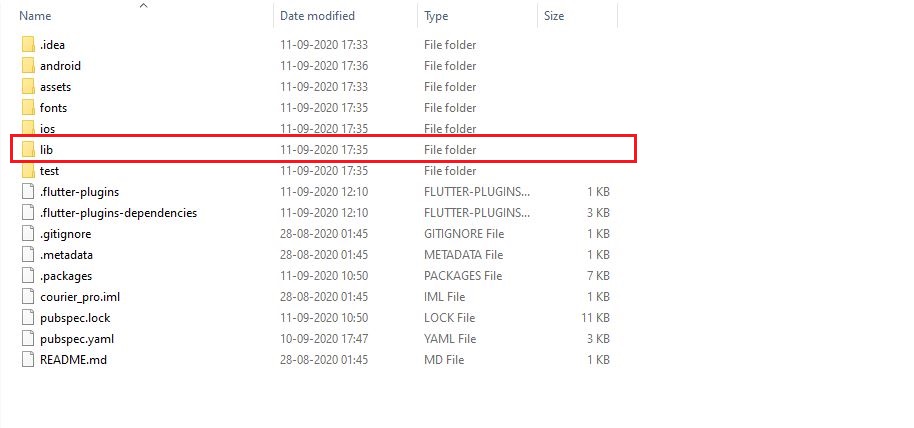 Name Date modified Type Size
.idea 11-09-2020 17:33 File folder
android 11-09-2020 17:36 File folder
assets 11-09-2020 17:33 File folder
fonts 11-09-2020 17:35 File folder
ios 11-09-2020 17:35 File folder
lib 11-09-2020 17:35 File folder
test 11-09-2020 17:35 File folder
.flutter-plugins 11-09-2020 12:10 FLUTTER-PLUGINS... 1 KB
.flutter-plugins-dependencies 11-09-2020 12:10 FLUTTER-PLUGINS... 3 KB
.gitignore 28-08-2020 01:45 GITIGNORE File 1 KB
.metadata 28-08-2020 01:45 METADATA File 1 KB
.packages 11-09-2020 10:50 PACKAGES File 7 KB
courier_pro.iml 28-08-2020 01:45 IML File 1 KB
pubspec.lock 11-09-2020 10:50 LOCK File 11 KB
pubspec.yaml 10-09-2020 17:47 YAML File 3 KB
README.md 28-08-2020 01:45 MD File 1 KB